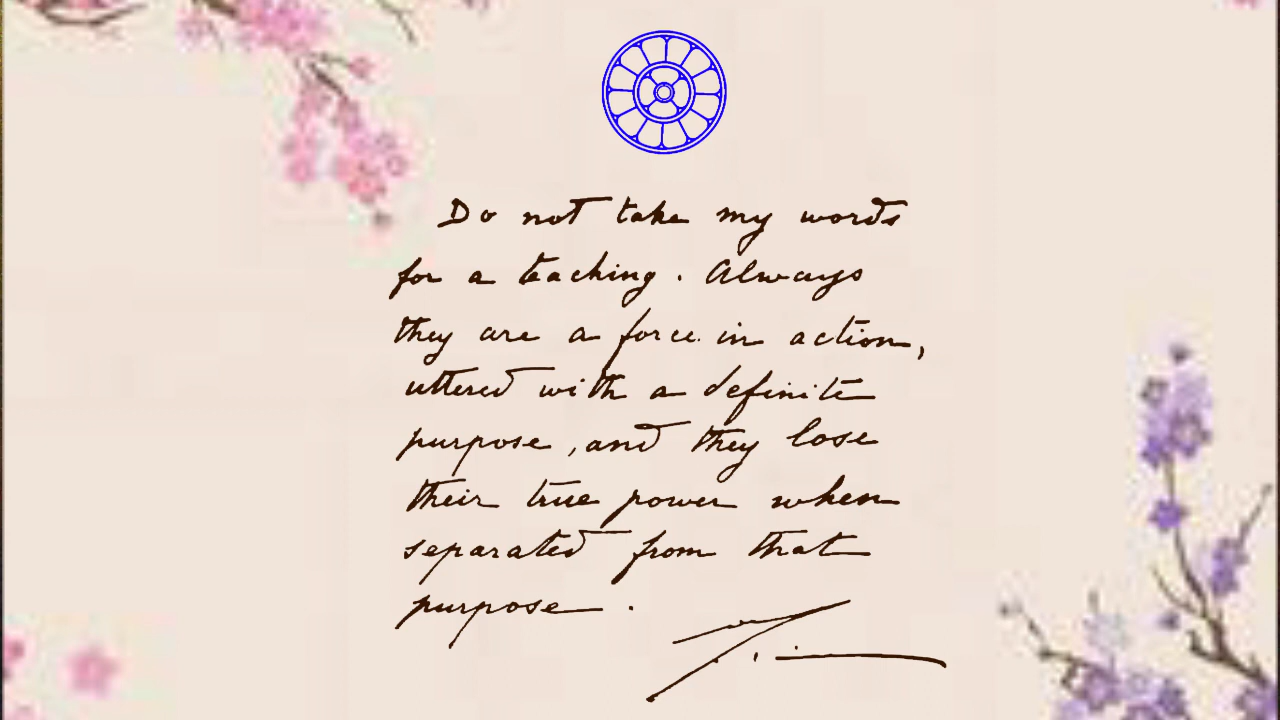 Do not take my words
for a teaching. Always
they are a force in action,
uttered with a definite
purpose, and they lose
their true power when
separated from that
purpose.